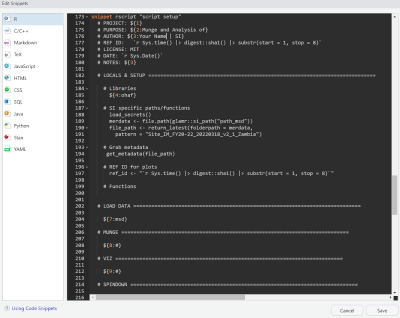 Edit Snippets
R
C/C++
Markdown
TeX
JavaScript
HTML
CSS
SQL
Java
Python
Stan
YAML
173 snippet rscript "script setup"
174 # PROJECT: ${1}
175 # PURPOSE: ${2:Munge and Analysis of}
176 # AUTHOR: ${3:Your Name | SI}
177 # REF ID: `r Sys.time() |> digest::sha1() |> substr(start = 1, stop = 8)`
178 # LICENSE: MIT
179 # DATE: `r Sys.Date()`
180 # NOTES: ${3}
181
182 # LOCALS & SETUP ============================================================================
183
184 # Libraries
185 ${4:ohaf}
186
187 # SI specific paths/functions
188 load_secrets()
189 merdata <- file.path(glamr::si_path("path_msd"))
190 file_path <- return_latest(folderpath = merdata,
191 pattern = "Site_IM_FY20-22_20220318_v2_1_Zambia")
192
193 # Grab metadata
194 get_metadata(file_path)
195
196 # REF ID for plots
197 ref_id <- "`r Sys.time() |> digest::sha1() |> substr(start = 1, stop = 8)`"
198
199 # Functions
200
201
202 # LOAD DATA ============================================================================
203
204 ${7:msd}
205
206 # MUNGE ============================================================================
207
208 ${8:#}
209
210 # VIZ ============================================================================
211
212 ${9:#}
213
214 # SPINDOWN ============================================================================
215
216
Using Code Snippets
Cancel
Save